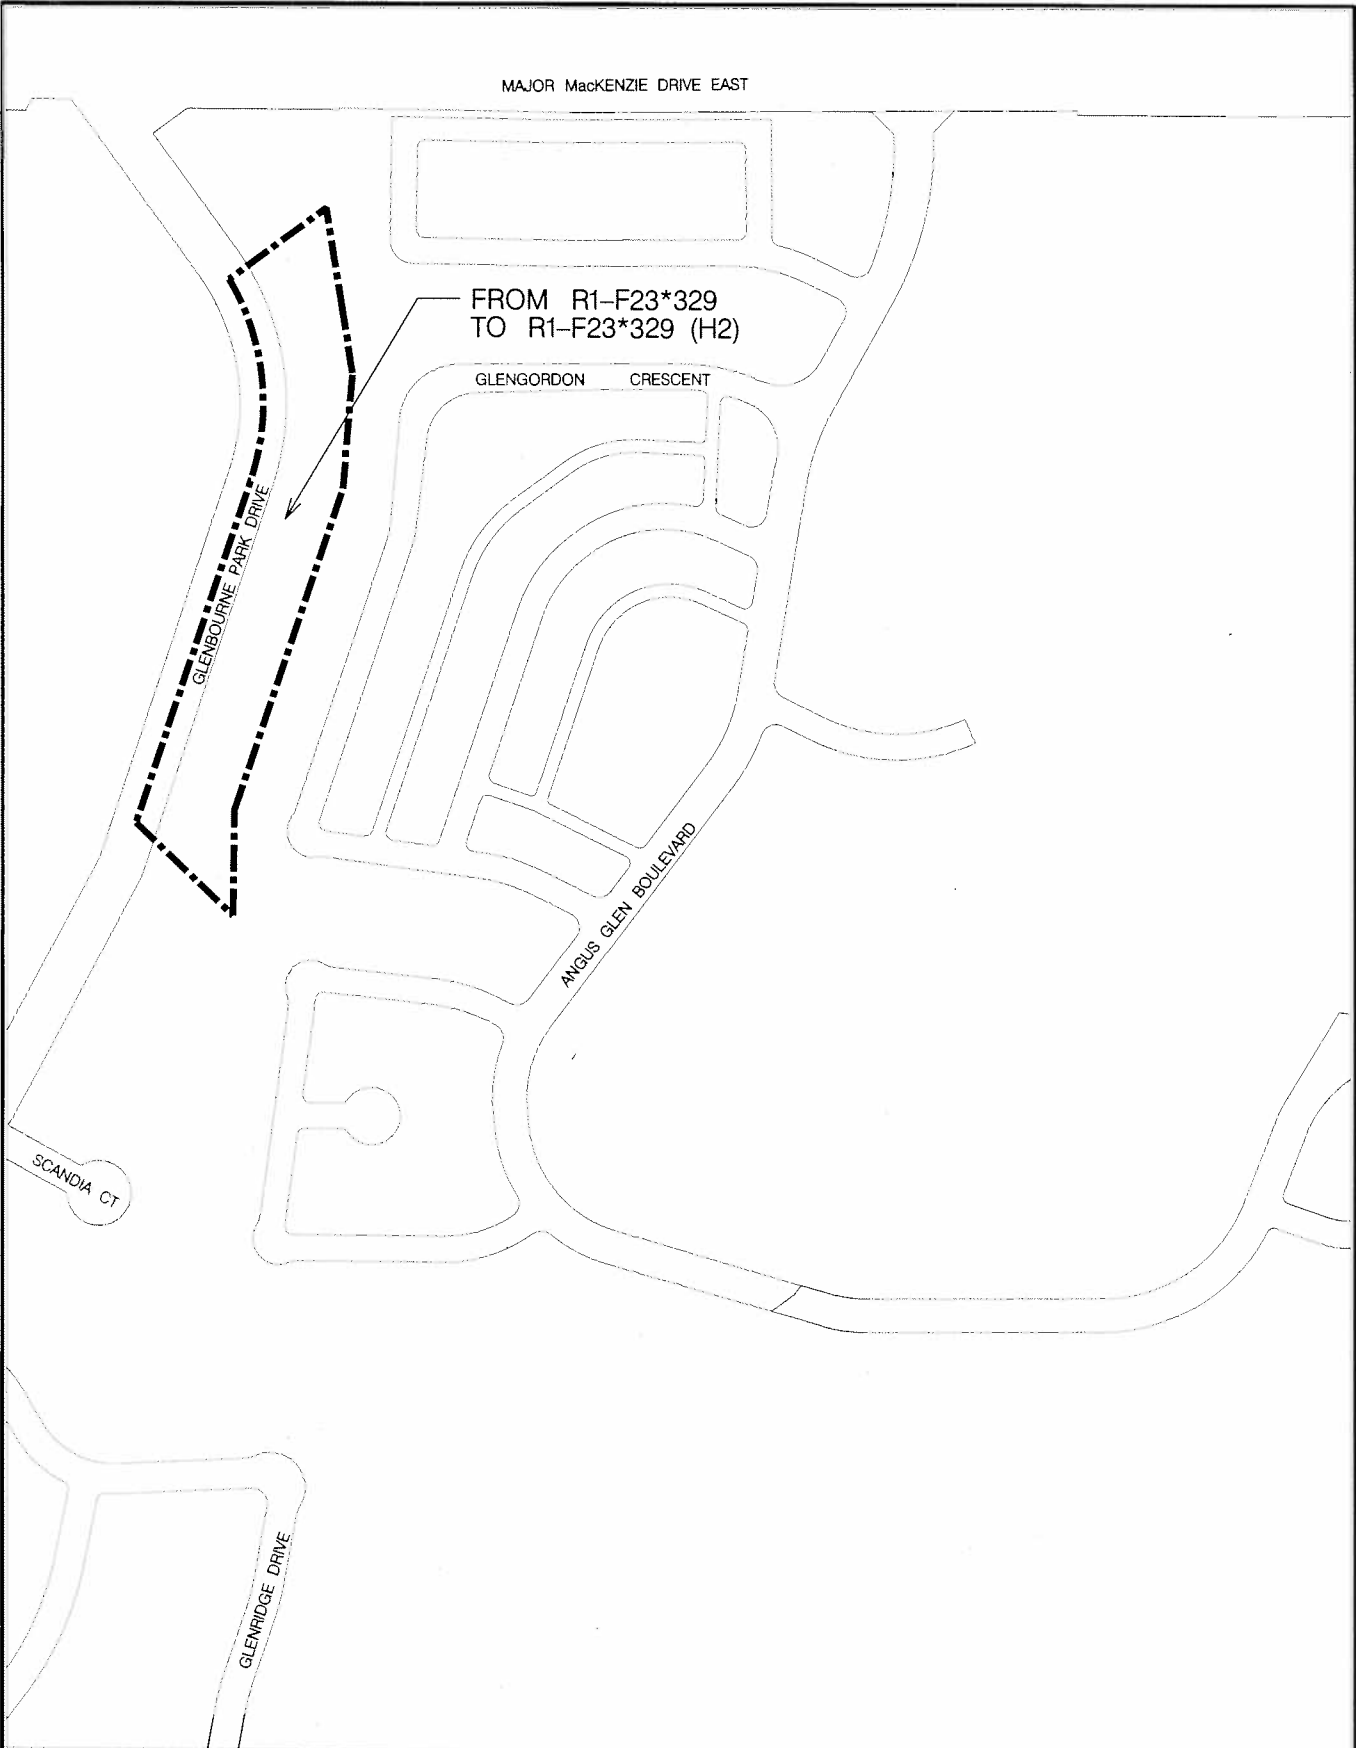 MAJOR MacKENZIE DRIVE EAST
FROM R1-F23*329
TO R1-F23*329 (H2)
GLENGORDON CRESCENT
GLENBOURNE PARK DRIVE
ANGUS GLEN BOULEVARD
SCANDIA CT
GLENRIDGE DRIVE